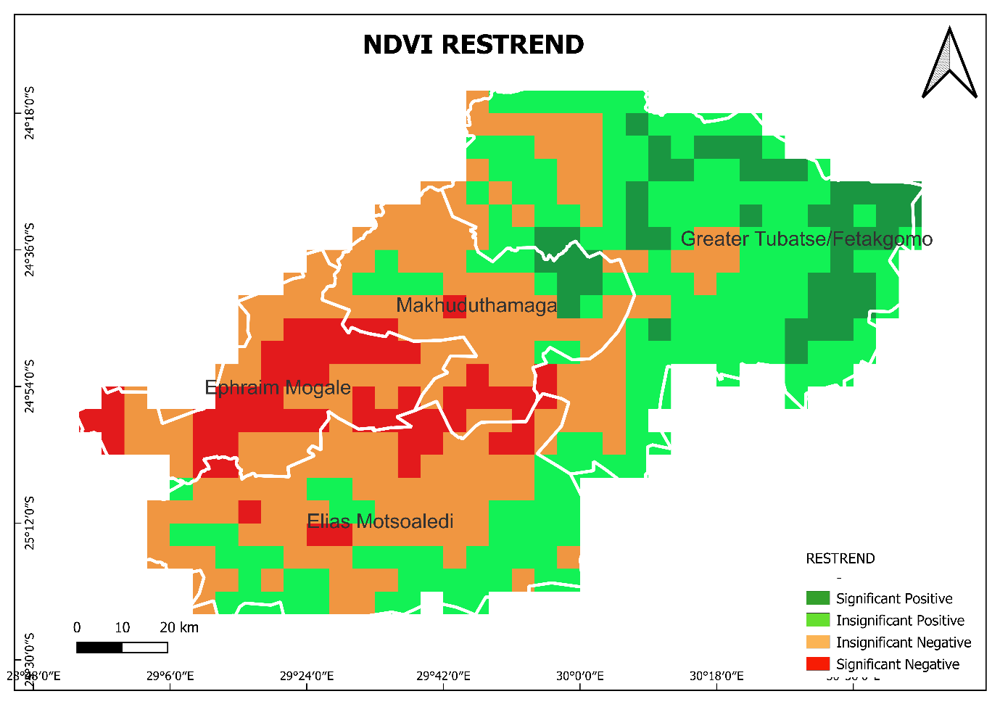 NDVI RESTREND
24°18'0"S
24°36'0"S
24°54'0"S
25°12'0"S
Greater Tubatse/Fetakgomo
Makhuduthamaga
Ephraim Mogale
Elias Motsoaledi
RESTREND
-
Significant Positive
Insignificant Positive
Insignificant Negative
Significant Negative
0 10 20 km
29°6'0"E 29°24'0"E 29°42'0"E 30°0'0"E 30°18'0"E